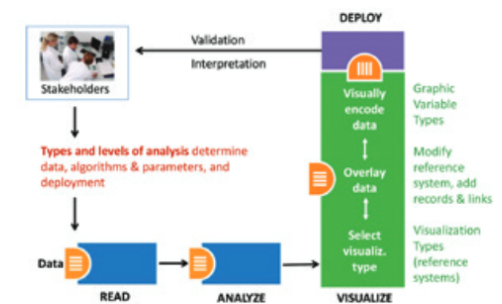 DEPLOY
Validation
Interpretation
Stakeholders
Visually
encode
data
Graphic
Variable
Types
Types and levels of analysis determine
data, algorithms & parameters, and
deployment
Overlay
data
Modify
reference
system, add
records & links
Select
visualiz.
type
Visualization
Types
(reference
systems)
Data
READ
ANALYZE
VISUALIZE